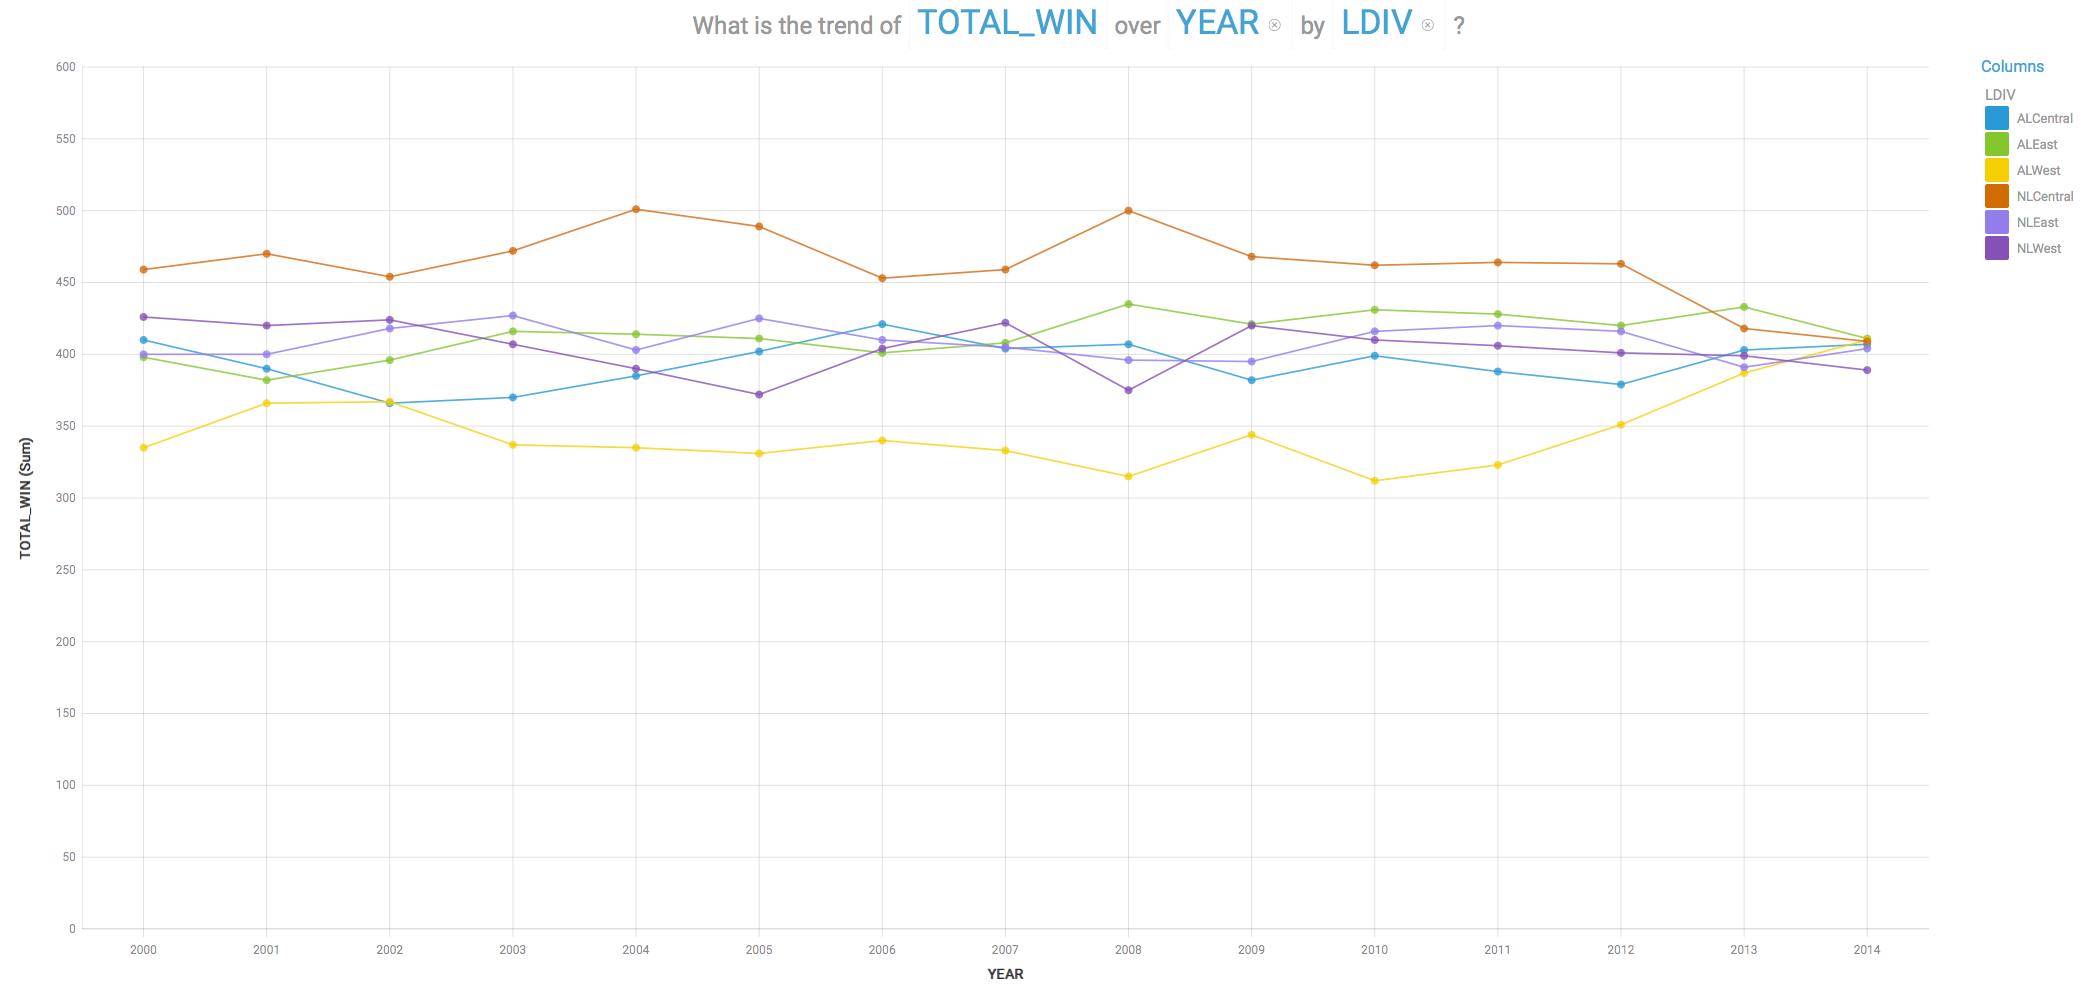 What is the trend of TOTAL_WIN over YEAR by LDIV ?
Columns
LDIV
ALCentral
ALEast
ALWest
NLCentral
NLEast
NLWest
TOTAL_WIN (Sum)
600
550
500
450
400
350
300
250
200
150
100
50
0
2000 2001 2002 2003 2004 2005 2006 2007 2008 2009 2010 2011 2012 2013 2014
YEAR